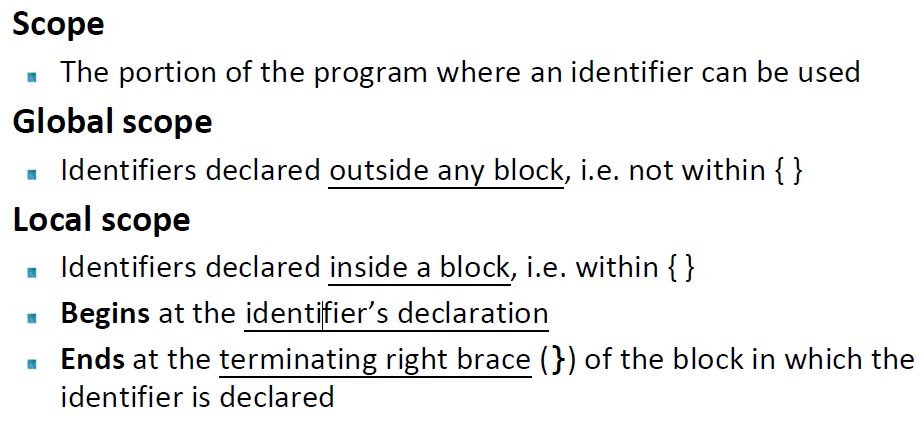 Scope
The portion of the program where an identifier can be used
Global scope
Identifiers declared outside any block, i.e. not within { }
Local scope
Identifiers declared inside a block, i.e. within { }
Begins at the identifier’s declaration
Ends at the terminating right brace (}) of the block in which the
identifier is declared